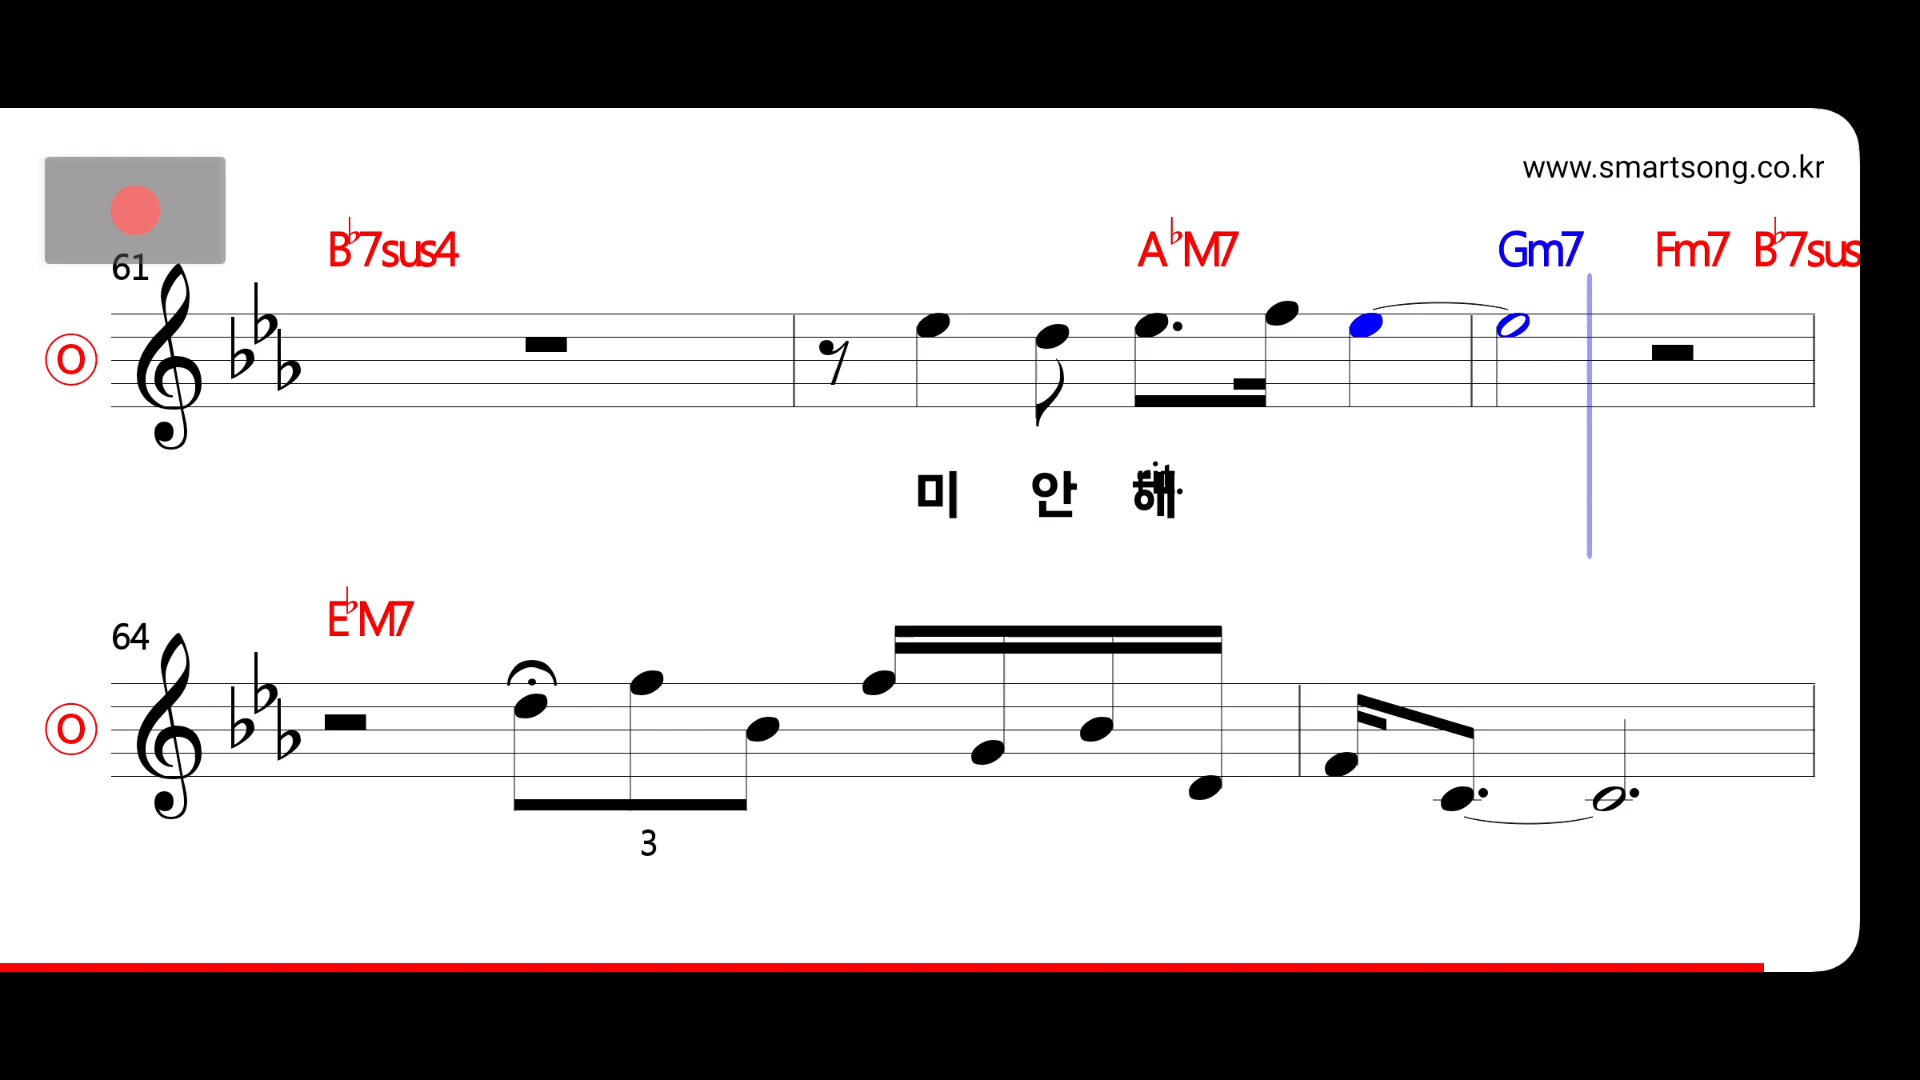 www.smartsong.co.kr
B♭7sus4 A♭M7 Gm7 Fm7 B♭7sus
61
O
미 안 해
E♭M7
64
O
3